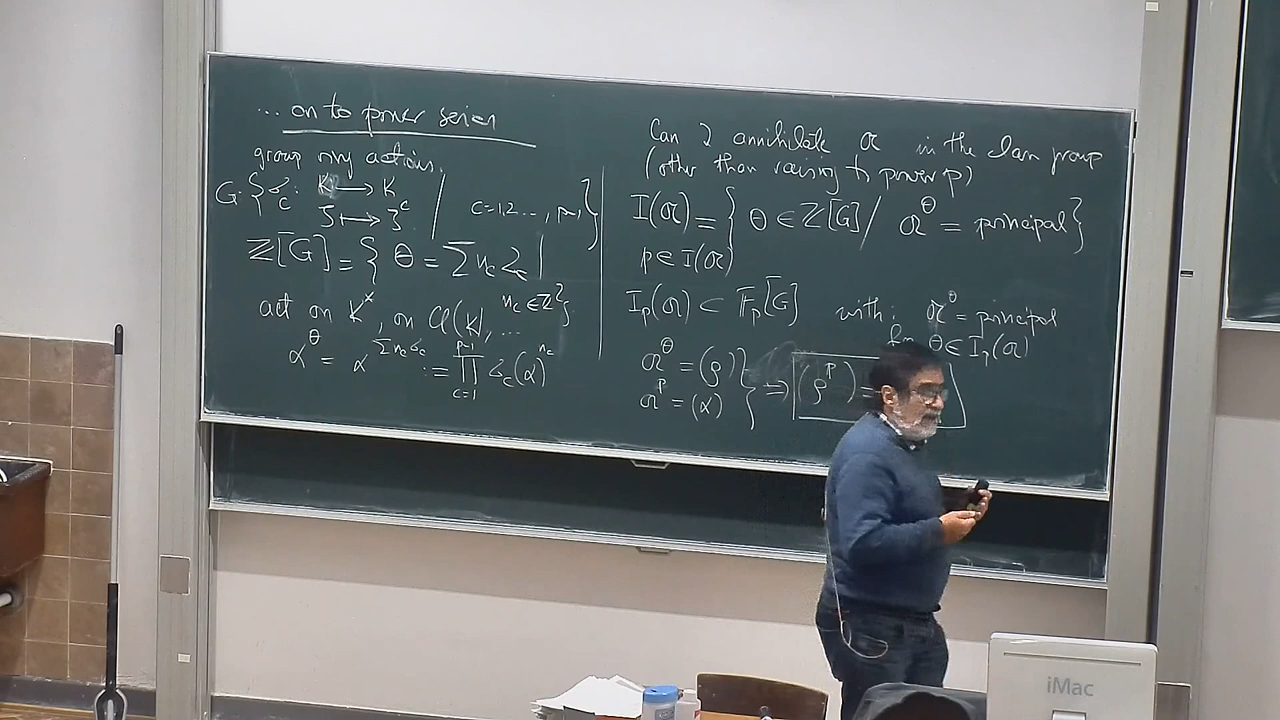 ... on to power series
group ring actions.
G: { σ_c : K ⟼ K
ζ ⟼ ζ^c | c=1,2,..., p-1 }
ℤ[G] = { Θ = Σ n_c σ_c |
n_c ∈ ℤ }
act on K^×, on Cl(K), ...
α^θ = α^{Σ n_c σ_c} := ∏_{c=1}^{p-1} σ_c(α)^{n_c}
Can I annihilate 𝔞 in the class group
(other than raising to power p)
I(𝔞) = { Θ ∈ ℤ[G] / 𝔞^θ = principal }
p ∈ I(𝔞)
I_p(𝔞) ⊂ 𝔽_p[G] with: 𝔞^θ = principal
for θ ∈ I_p(𝔞)
𝔞^θ = (ρ)
𝔞^p = (α) } ⇒ (ρ^p) =
iMac